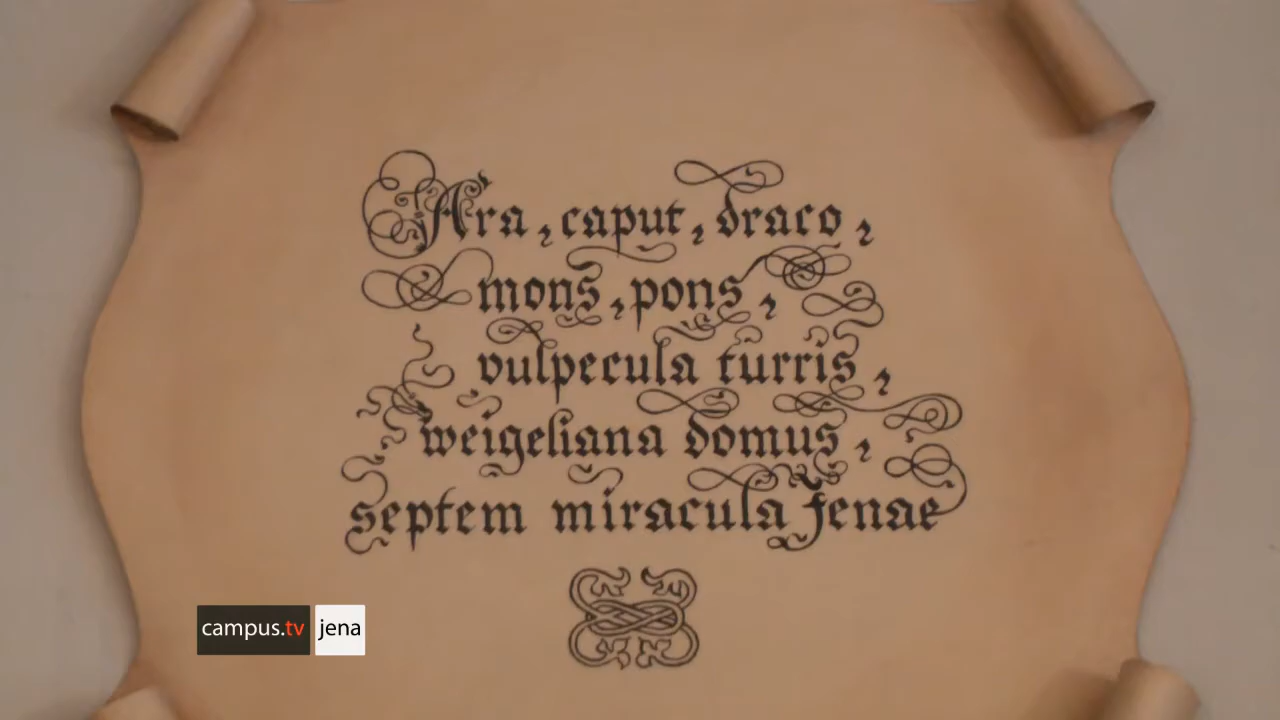 Ara, caput, draco,
mons, pons,
vulpecula turris,
weigeliana domus,
septem miracula Jenae
campus.tv jena